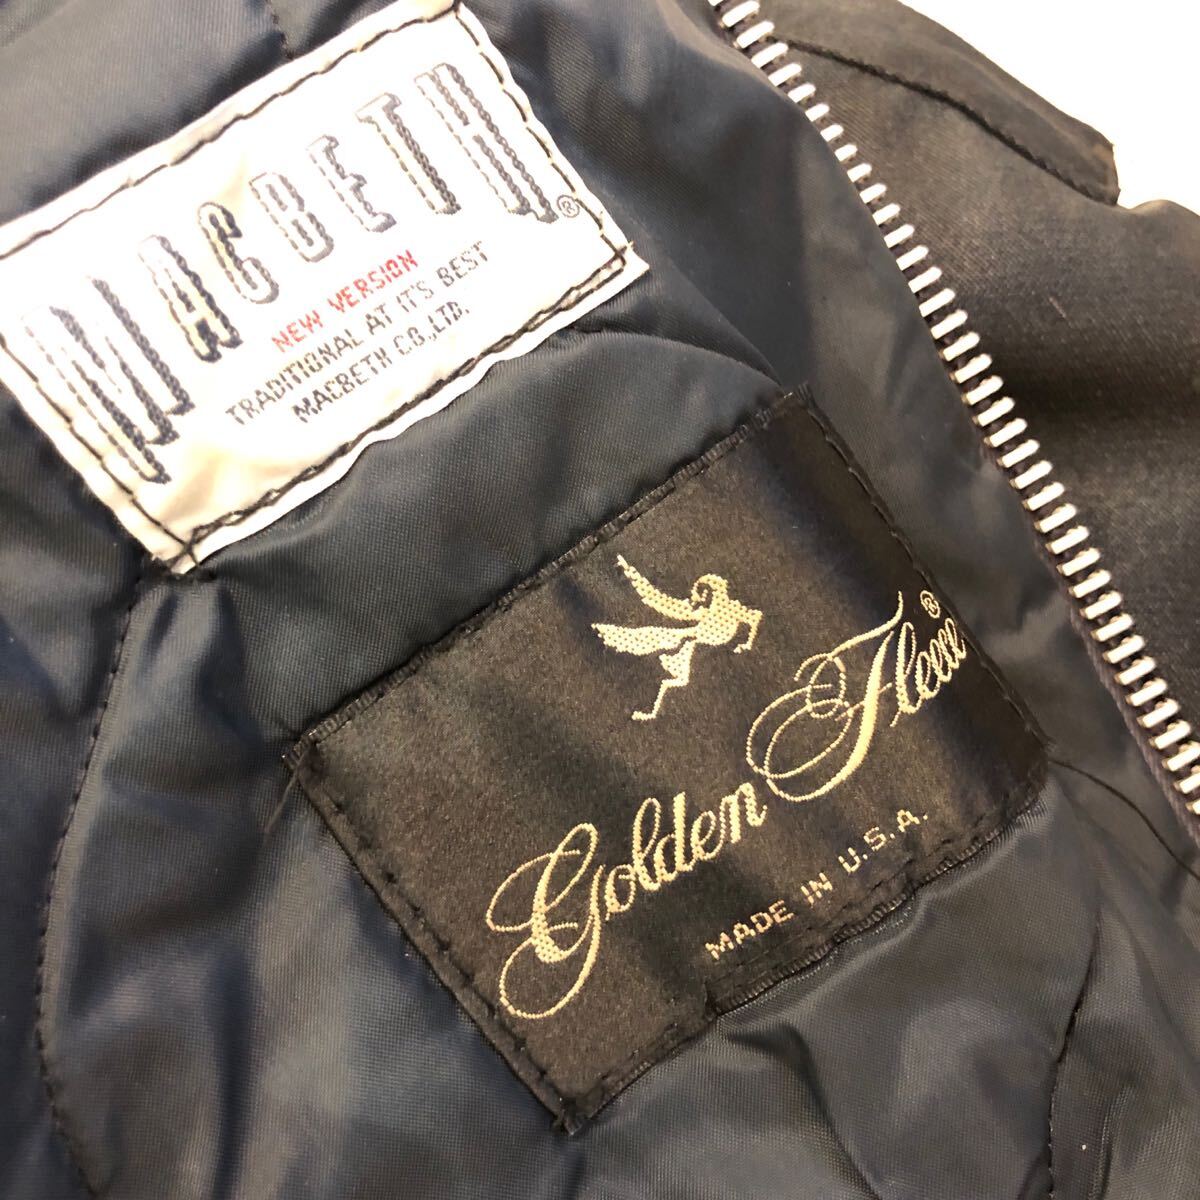 MACBETH®
NEW VERSION
TRADITIONAL AT IT'S BEST
MACBETH CO.,LTD.
Golden Fleece®
MADE IN U.S.A.